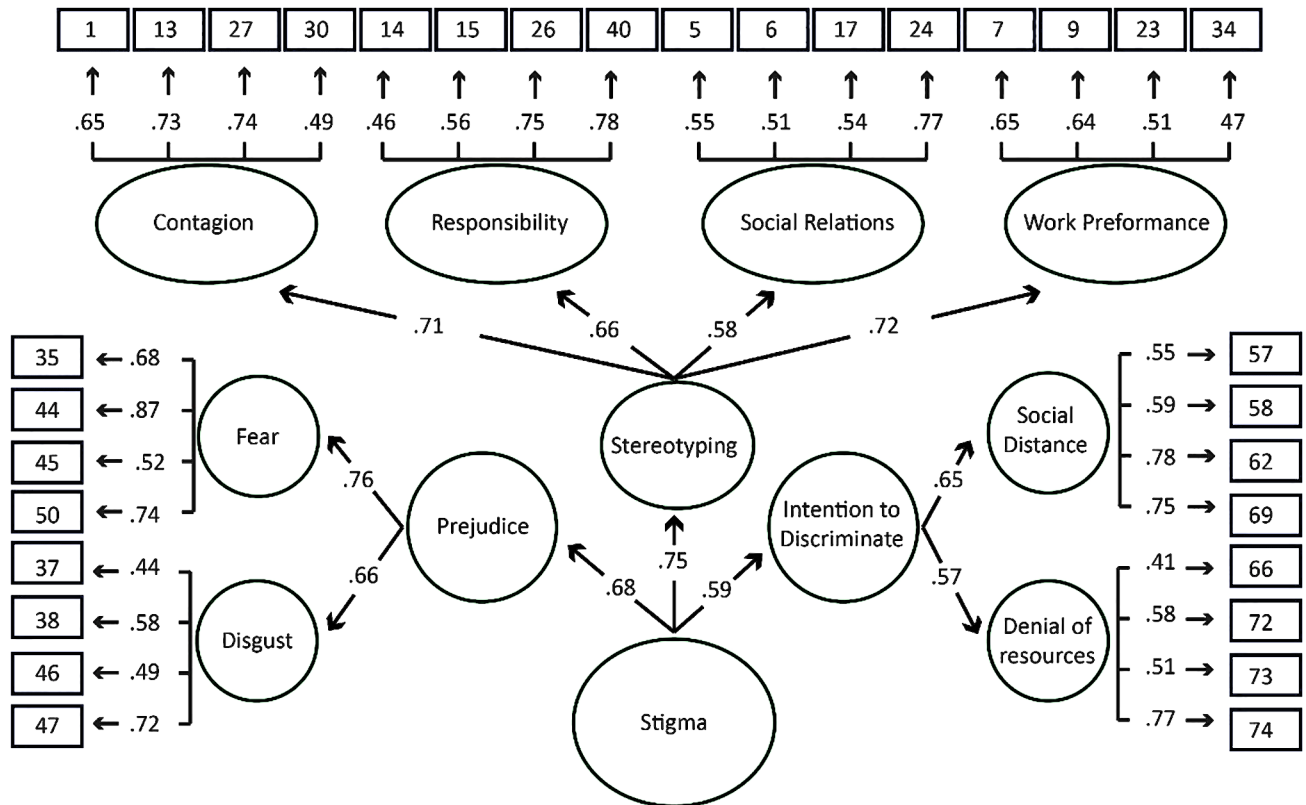 1 13 27 30 14 15 26 40 5 6 17 24 7 9 23 34
.65 .73 .74 .49 .46 .56 .75 .78 .55 .51 .54 .77 .65 .64 .51 47
Contagion Responsibility Social Relations Work Preformance
.71 .66 .58 .72
35 .68
44 .87
45 .52
50 .74
Fear
37 .44
38 .58
46 .49
47 .72
Disgust
.76
.66
Prejudice
Stereotyping
Intention to
Discriminate
.68 .75 .59
Stigma
.65
.57
Social
Distance
.55 57
.59 58
.78 62
.75 69
Denial of
resources
.41 66
.58 72
.51 73
.77 74